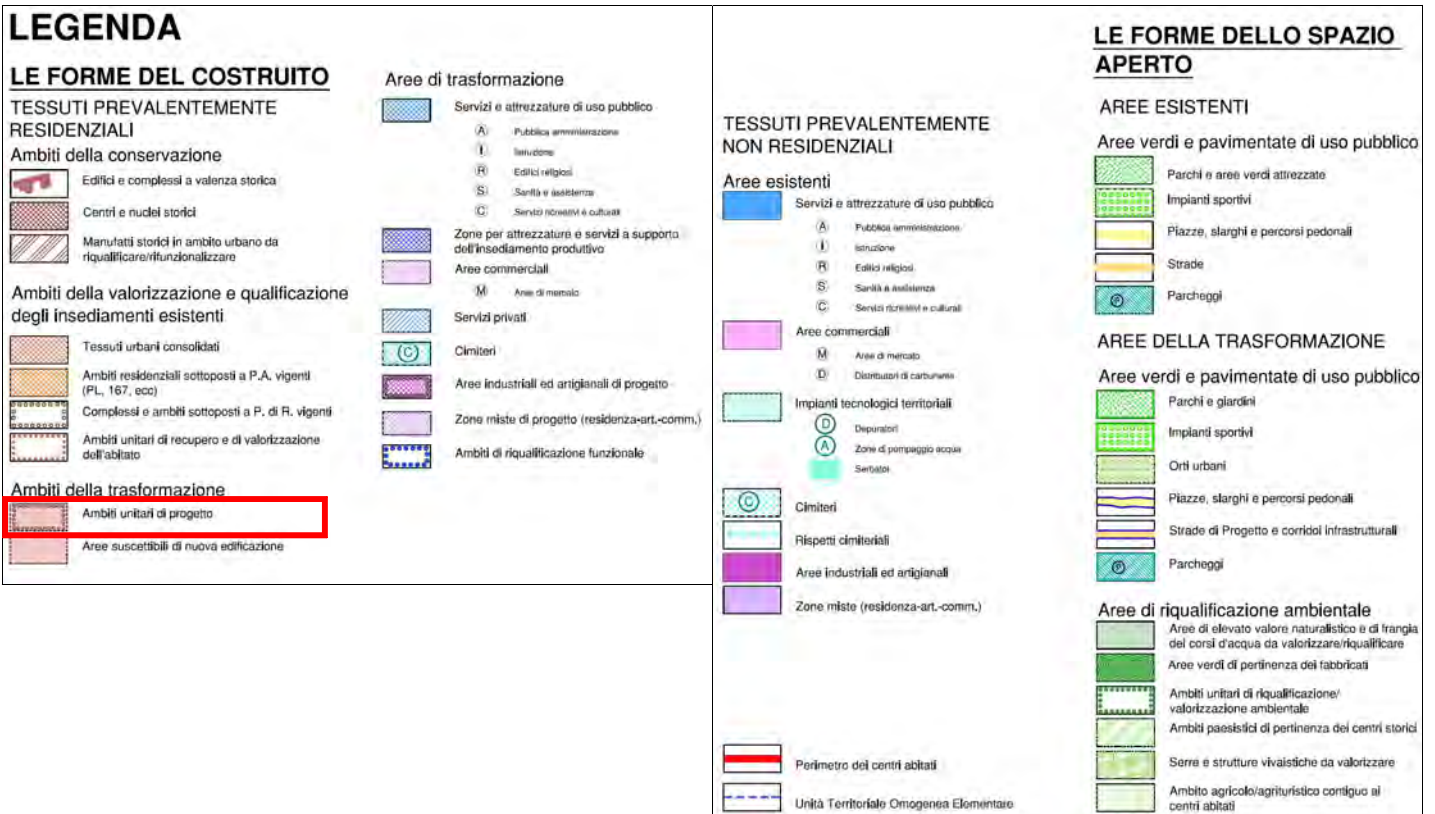 LEGENDA
LE FORME DEL COSTRUITO
TESSUTI PREVALENTEMENTE
RESIDENZIALI
Ambiti della conservazione
Edifici e complessi a valenza storica
Centri e nuclei storici
Manufatti storici in ambito urbano da
riqualificare/rifunzionalizzare
Ambiti della valorizzazione e qualificazione
degli insediamenti esistenti
Tessuti urbani consolidati
Ambiti residenziali sottoposti a P.A. vigenti
(PL, 167, ecc)
Complessi e ambiti sottoposti a P. di R. vigenti
Ambiti unitari di recupero e di valorizzazione
dell'abitato
Ambiti della trasformazione
Ambiti unitari di progetto
Aree suscettibili di nuova edificazione
Aree di trasformazione
Servizi e attrezzature di uso pubblico
A Pubblica amministrazione
I Istruzione
R Edifici religiosi
S Sanità e assistenza
C Servizi ricreativi e culturali
Zone per attrezzature e servizi a supporto
dell'insediamento produttivo
Aree commerciali
M Aree di mercato
Servizi privati
C Cimiteri
Aree industriali ed artigianali di progetto
Zone miste di progetto (residenza-art.-comm.)
Ambiti di riqualificazione funzionale
TESSUTI PREVALENTEMENTE
NON RESIDENZIALI
Aree esistenti
Servizi e attrezzature di uso pubblico
A Pubblica amministrazione
I Istruzione
R Edifici religiosi
S Sanità e assistenza
C Servizi ricreativi e culturali
Aree commerciali
M Aree di mercato
D Distributori di carburante
Impianti tecnologici territoriali
D Depuratori
A Zone di pompaggio acqua
Serbatoi
C Cimiteri
Rispetti cimiteriali
Aree industriali ed artigianali
Zone miste (residenza-art.-comm.)
Perimetro dei centri abitati
Unità Territoriale Omogenea Elementare
LE FORME DELLO SPAZIO
APERTO
AREE ESISTENTI
Aree verdi e pavimentate di uso pubblico
Parchi e aree verdi attrezzate
Impianti sportivi
Piazze, slarghi e percorsi pedonali
Strade
P Parcheggi
AREE DELLA TRASFORMAZIONE
Aree verdi e pavimentate di uso pubblico
Parchi e giardini
Impianti sportivi
Orti urbani
Piazze, slarghi e percorsi pedonali
Strade di Progetto e corridoi infrastrutturali
P Parcheggi
Aree di riqualificazione ambientale
Aree di elevato valore naturalistico e di frangia
dei corsi d'acqua da valorizzare/riqualificare
Aree verdi di pertinenza dei fabbricati
Ambiti unitari di riqualificazione/
valorizzazione ambientale
Ambiti paesistici di pertinenza dei centri storici
Serre e strutture vivaistiche da valorizzare
Ambito agricolo/agrituristico contiguo ai
centri abitati